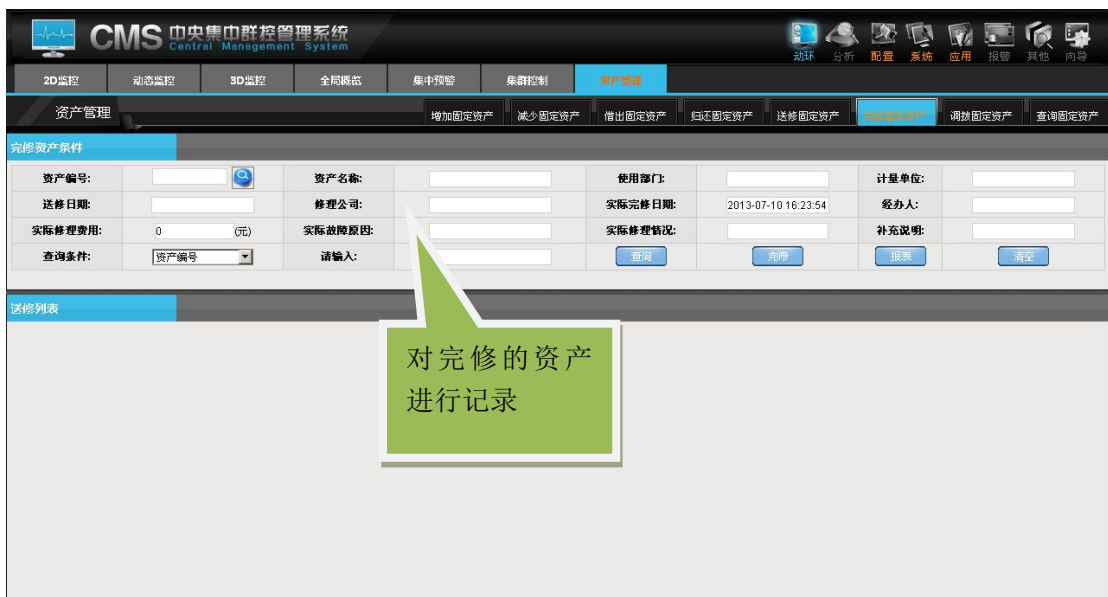 CMS 中央集中群控管理系统
Central Management System
动环 分析 配置 系统 应用 报警 其他 向导
2D监控 动态监控 3D监控 全局概览 集中预警 集群控制 资产管理
资产管理 增加固定资产 减少固定资产 借出固定资产 归还固定资产 送修固定资产 完修固定资产 调拨固定资产 查询固定资产
完修资产条件
资产编号: 资产名称: 使用部门: 计量单位:
送修日期: 修理公司: 实际完修日期: 2013-07-10 16:23:54 经办人:
实际修理费用: 0 (元) 实际故障原因: 实际修理情况: 补充说明:
查询条件: 资产编号 请输入: 查询 完修 报表 清空
送修列表
对完修的资产
进行记录